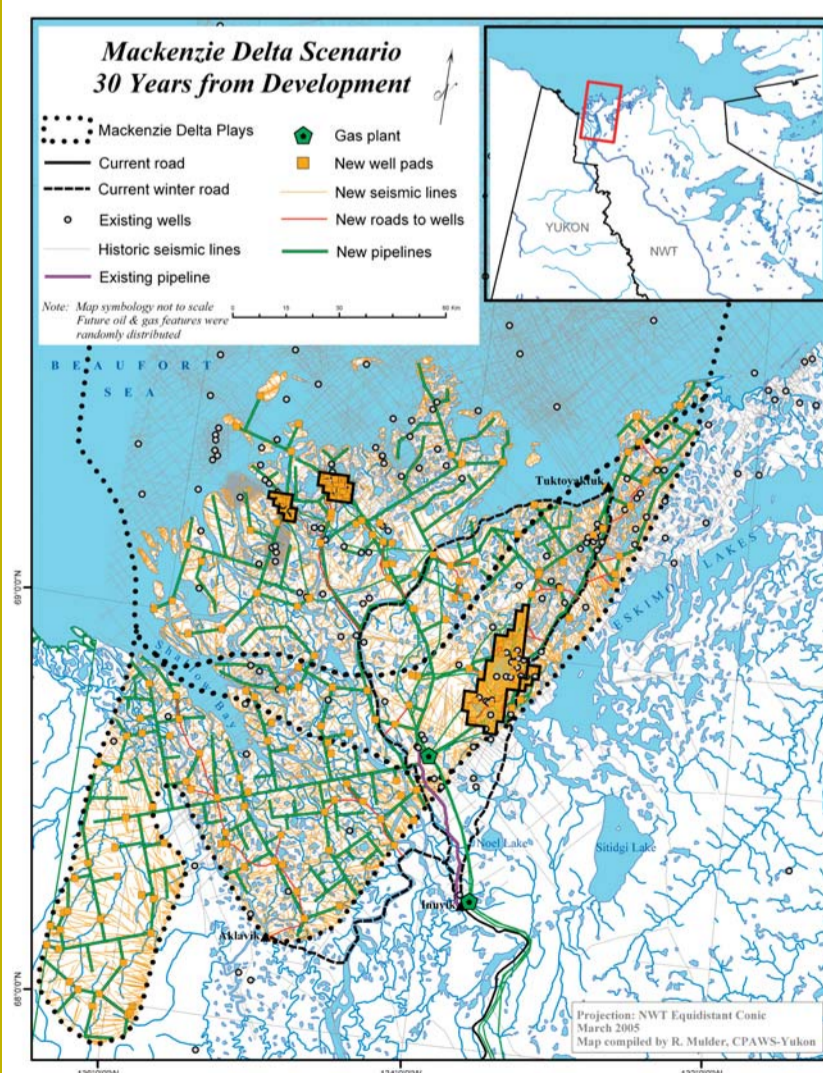 Mackenzie Delta Scenario
30 Years from Development
Mackenzie Delta Plays
Current road
Current winter road
Existing wells
Historic seismic lines
Existing pipeline
Gas plant
New well pads
New seismic lines
New roads to wells
New pipelines
Note: Map symbology not to scale
Future oil & gas features were
randomly distributed
0 15 30 60 Km
YUKON
NWT
BEAUFORT
SEA
Tuktoyaktuk
ESKIMO LAKES
69°0'0"N
Shallow Bay
Noel Lake
Sitidgi Lake
Inuvik
Aklavik
68°0'0"N
Projection: NWT Equidistant Conic
March 2005
Map compiled by R. Mulder, CPAWS-Yukon